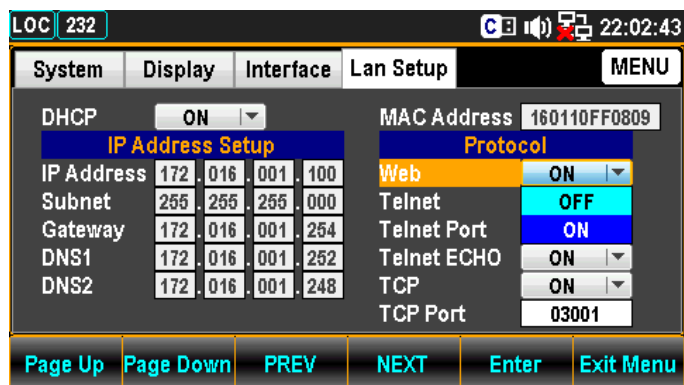 LOC 232 C 22:02:43
System Display Interface Lan Setup MENU
DHCP ON
IP Address Setup
IP Address 172 . 016 . 001 . 100
Subnet 255 . 255 . 255 . 000
Gateway 172 . 016 . 001 . 254
DNS1 172 . 016 . 001 . 252
DNS2 172 . 016 . 001 . 248
MAC Address 160110FF0809
Protocol
Web ON
Telnet OFF
Telnet Port ON
Telnet ECHO ON
TCP ON
TCP Port 03001
Page Up Page Down PREV NEXT Enter Exit Menu